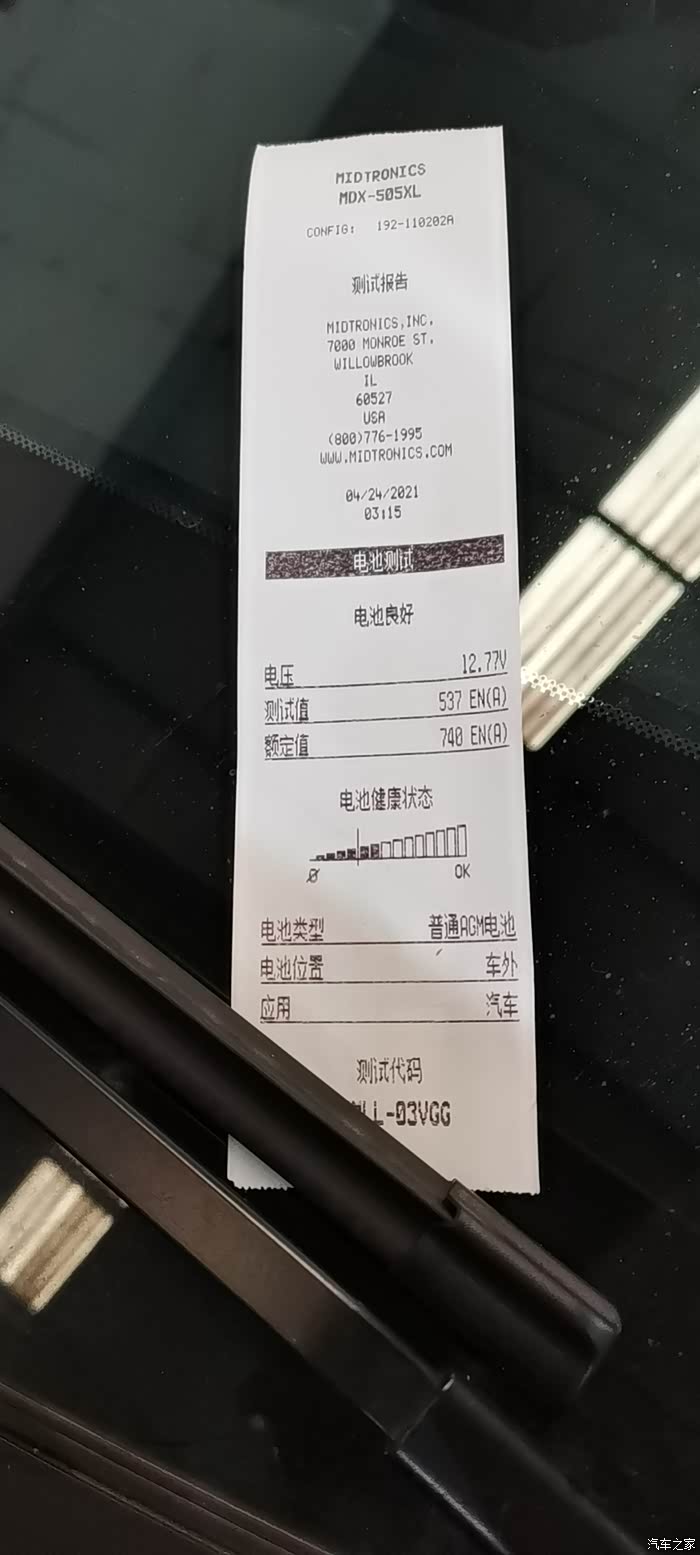 MIDTRONICS
MDX-505XL
CONFIG: 192-110202A
测试报告
MIDTRONICS,INC.
7000 MONROE ST.
WILLOWBROOK
IL
60527
USA
(800)776-1995
WWW.MIDTRONICS.COM
04/24/2021
03:15
电池测试
电池良好
电压 12.77V
测试值 537 EN(A)
额定值 740 EN(A)
电池健康状态
0 OK
电池类型 普通AGM电池
电池位置 车外
应用 汽车
测试代码
L-03VGG
汽车之家